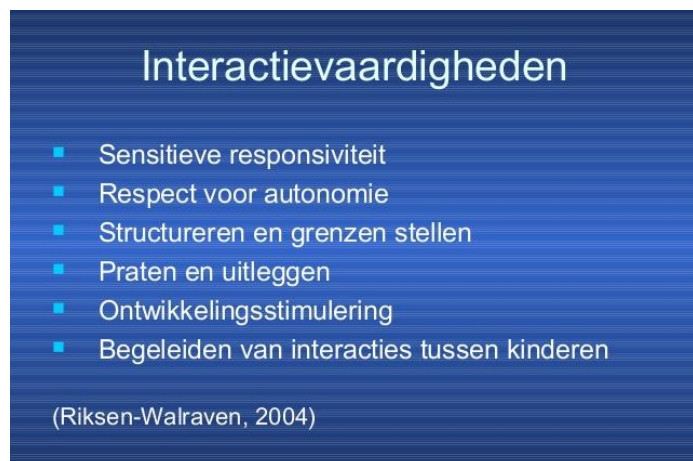 Interactievaardigheden
Sensitieve responsiviteit
Respect voor autonomie
Structureren en grenzen stellen
Praten en uitleggen
Ontwikkelingsstimulering
Begeleiden van interacties tussen kinderen
(Riksen-Walraven, 2004)